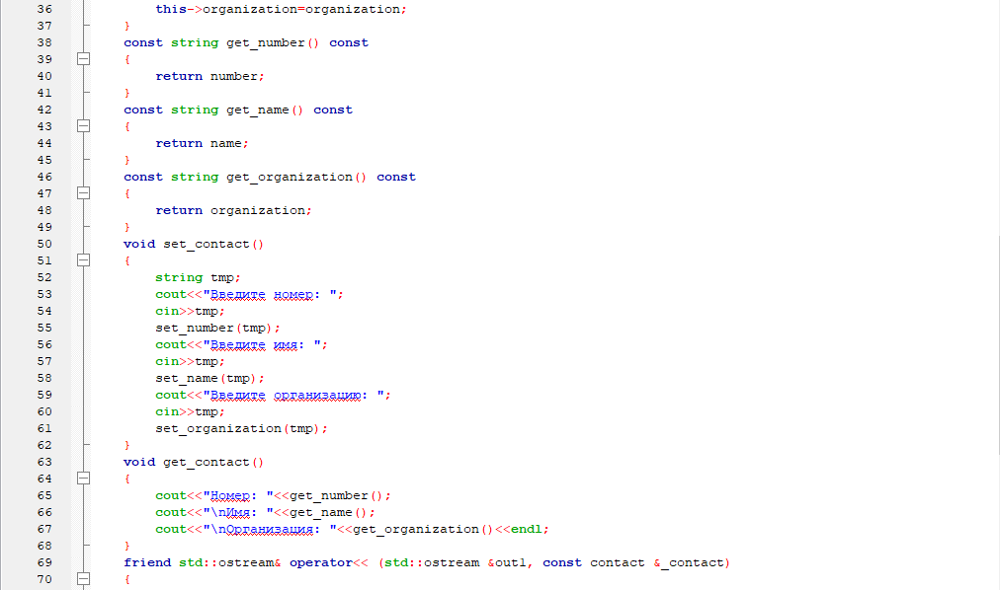 36 this->organization=organization;
37 }
38 const string get_number() const
39 {
40 return number;
41 }
42 const string get_name() const
43 {
44 return name;
45 }
46 const string get_organization() const
47 {
48 return organization;
49 }
50 void set_contact()
51 {
52 string tmp;
53 cout<<"Введите номер: ";
54 cin>>tmp;
55 set_number(tmp);
56 cout<<"Введите имя: ";
57 cin>>tmp;
58 set_name(tmp);
59 cout<<"Введите организацию: ";
60 cin>>tmp;
61 set_organization(tmp);
62 }
63 void get_contact()
64 {
65 cout<<"Номер: "<<get_number();
66 cout<<"\nИмя: "<<get_name();
67 cout<<"\nОрганизация: "<<get_organization()<<endl;
68 }
69 friend std::ostream& operator<< (std::ostream &out1, const contact &_contact)
70 {